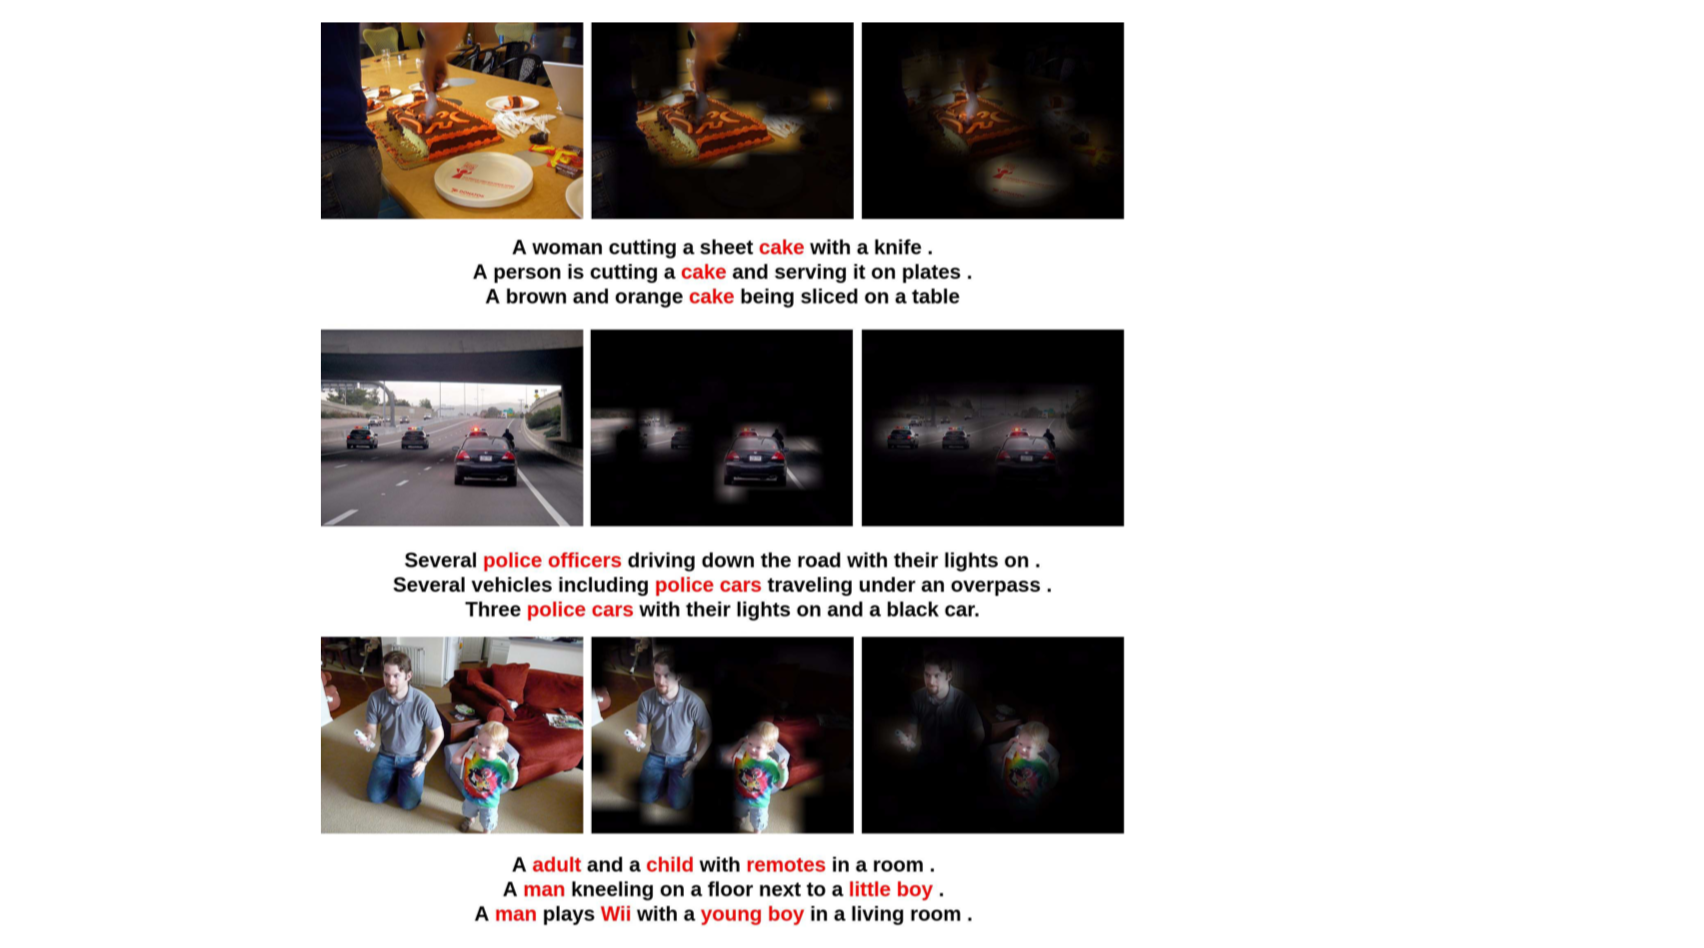 A woman cutting a sheet cake with a knife .
A person is cutting a cake and serving it on plates .
A brown and orange cake being sliced on a table
Several police officers driving down the road with their lights on .
Several vehicles including police cars traveling under an overpass .
Three police cars with their lights on and a black car.
A adult and a child with remotes in a room .
A man kneeling on a floor next to a little boy .
A man plays Wii with a young boy in a living room .